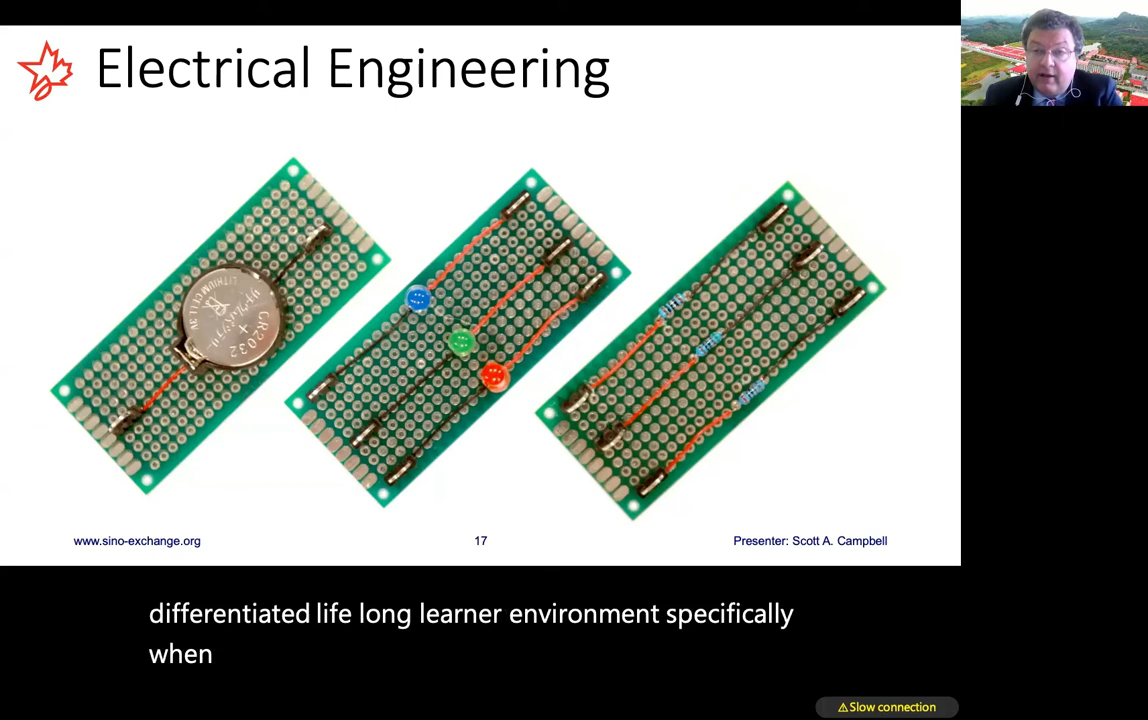 Electrical Engineering
CR2032
LITHIUM CELL 3V
www.sino-exchange.org
17
Presenter: Scott A. Campbell
differentiated life long learner environment specifically
when
⚠Slow connection